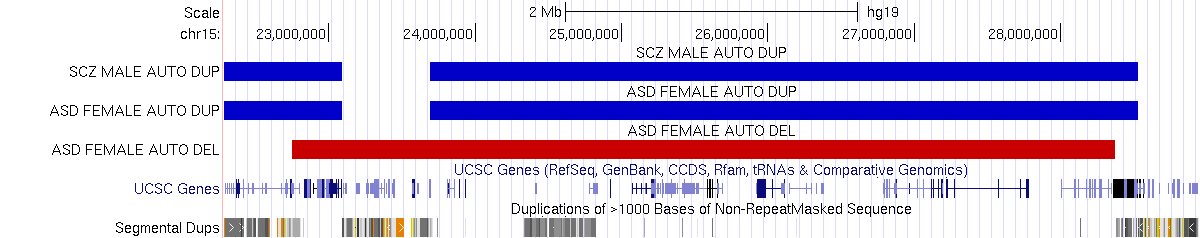 Scale 2 Mb hg19
chr15: 23,000,000 24,000,000 25,000,000 26,000,000 27,000,000 28,000,000
SCZ MALE AUTO DUP
SCZ MALE AUTO DUP
ASD FEMALE AUTO DUP
ASD FEMALE AUTO DUP
ASD FEMALE AUTO DEL
ASD FEMALE AUTO DEL
UCSC Genes (RefSeq, GenBank, CCDS, Rfam, tRNAs & Comparative Genomics)
UCSC Genes
Duplications of >1000 Bases of Non-RepeatMasked Sequence
Segmental Dups